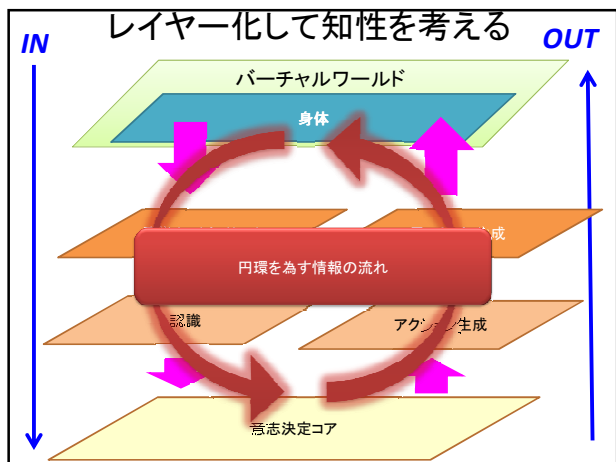 レイヤー化して知性を考える
IN
OUT
バーチャルワールド
身体
成
円環を為す情報の流れ
認識
アクション生成
意志決定コア